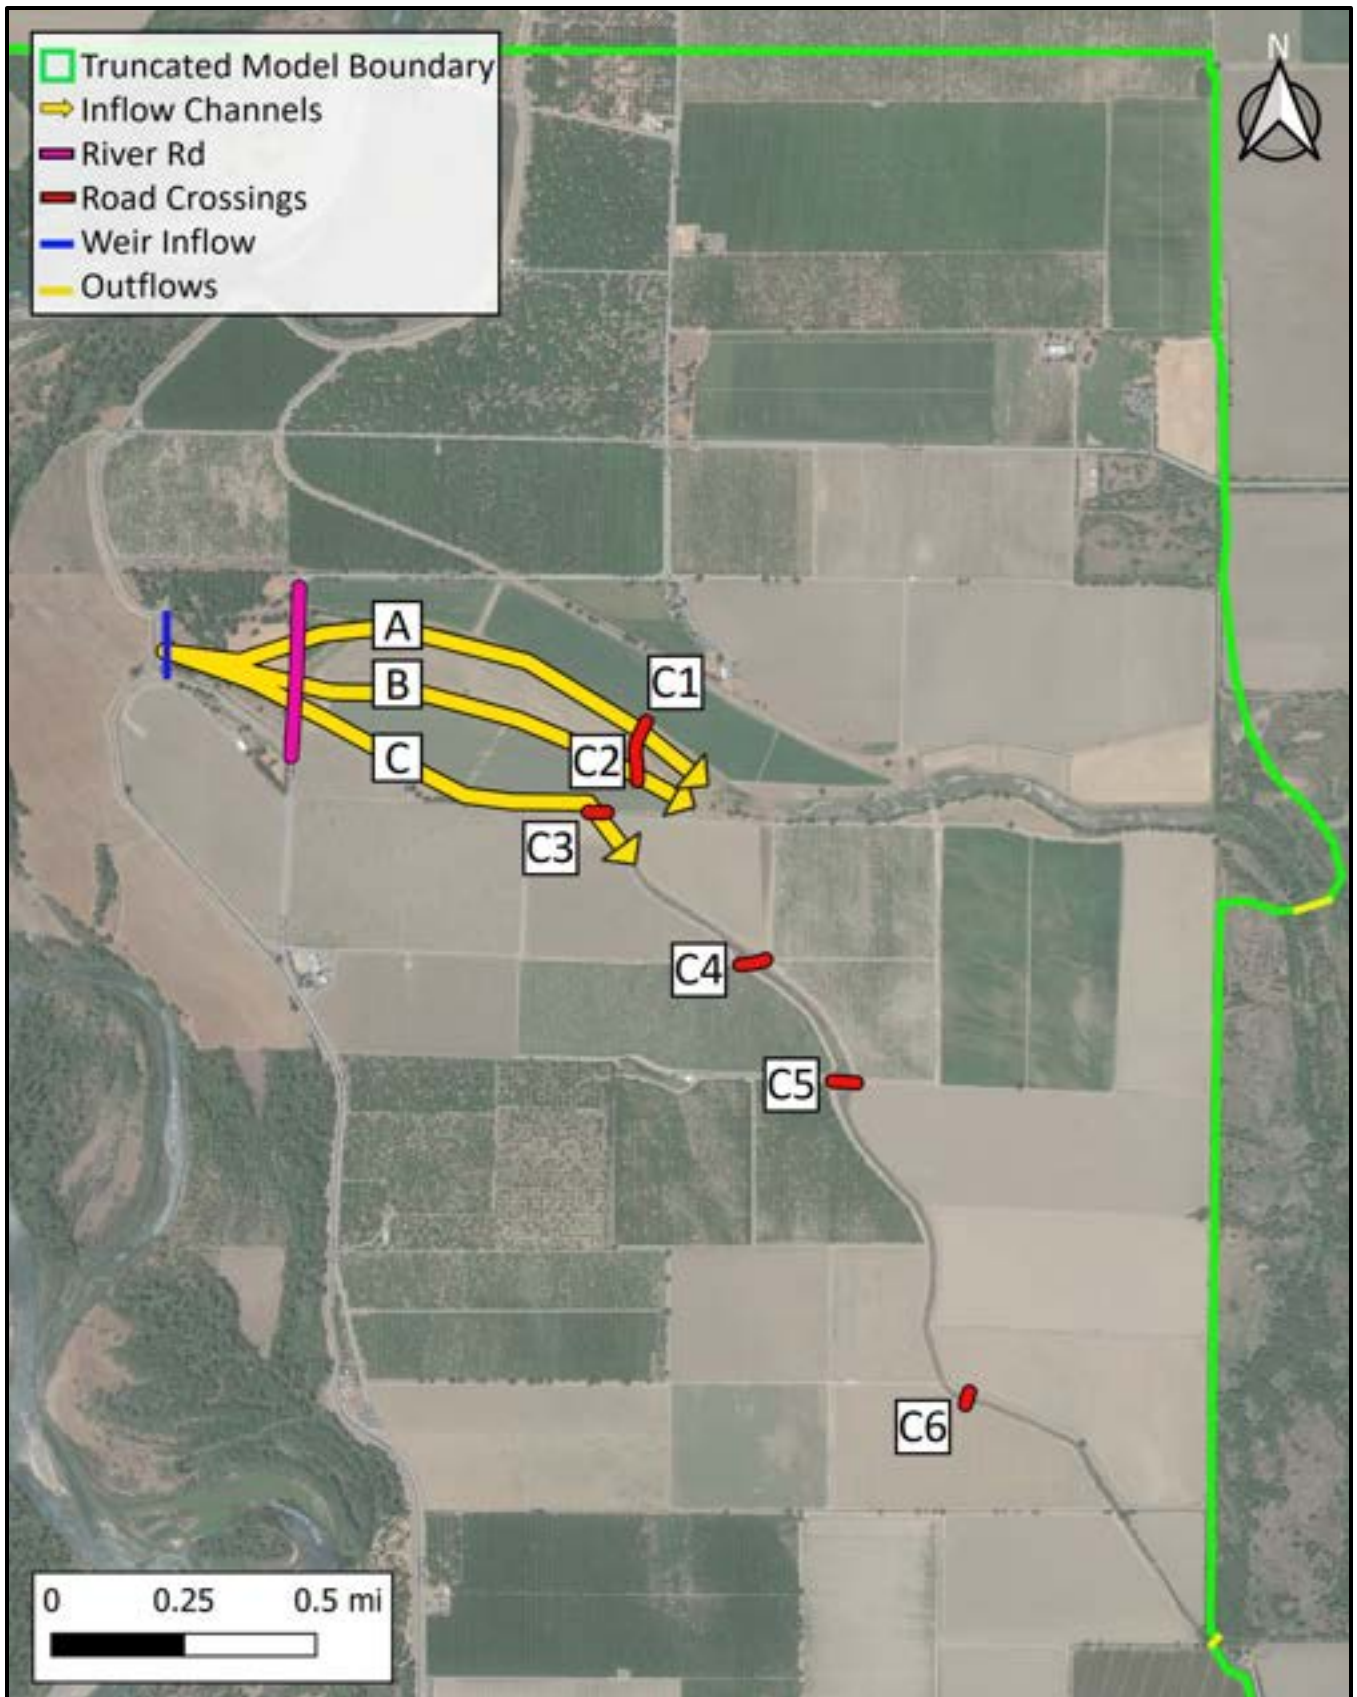 Truncated Model Boundary
Inflow Channels
River Rd
Road Crossings
Weir Inflow
Outflows
N
A
B
C
C1
C2
C3
C4
C5
C6
0 0.25 0.5 mi